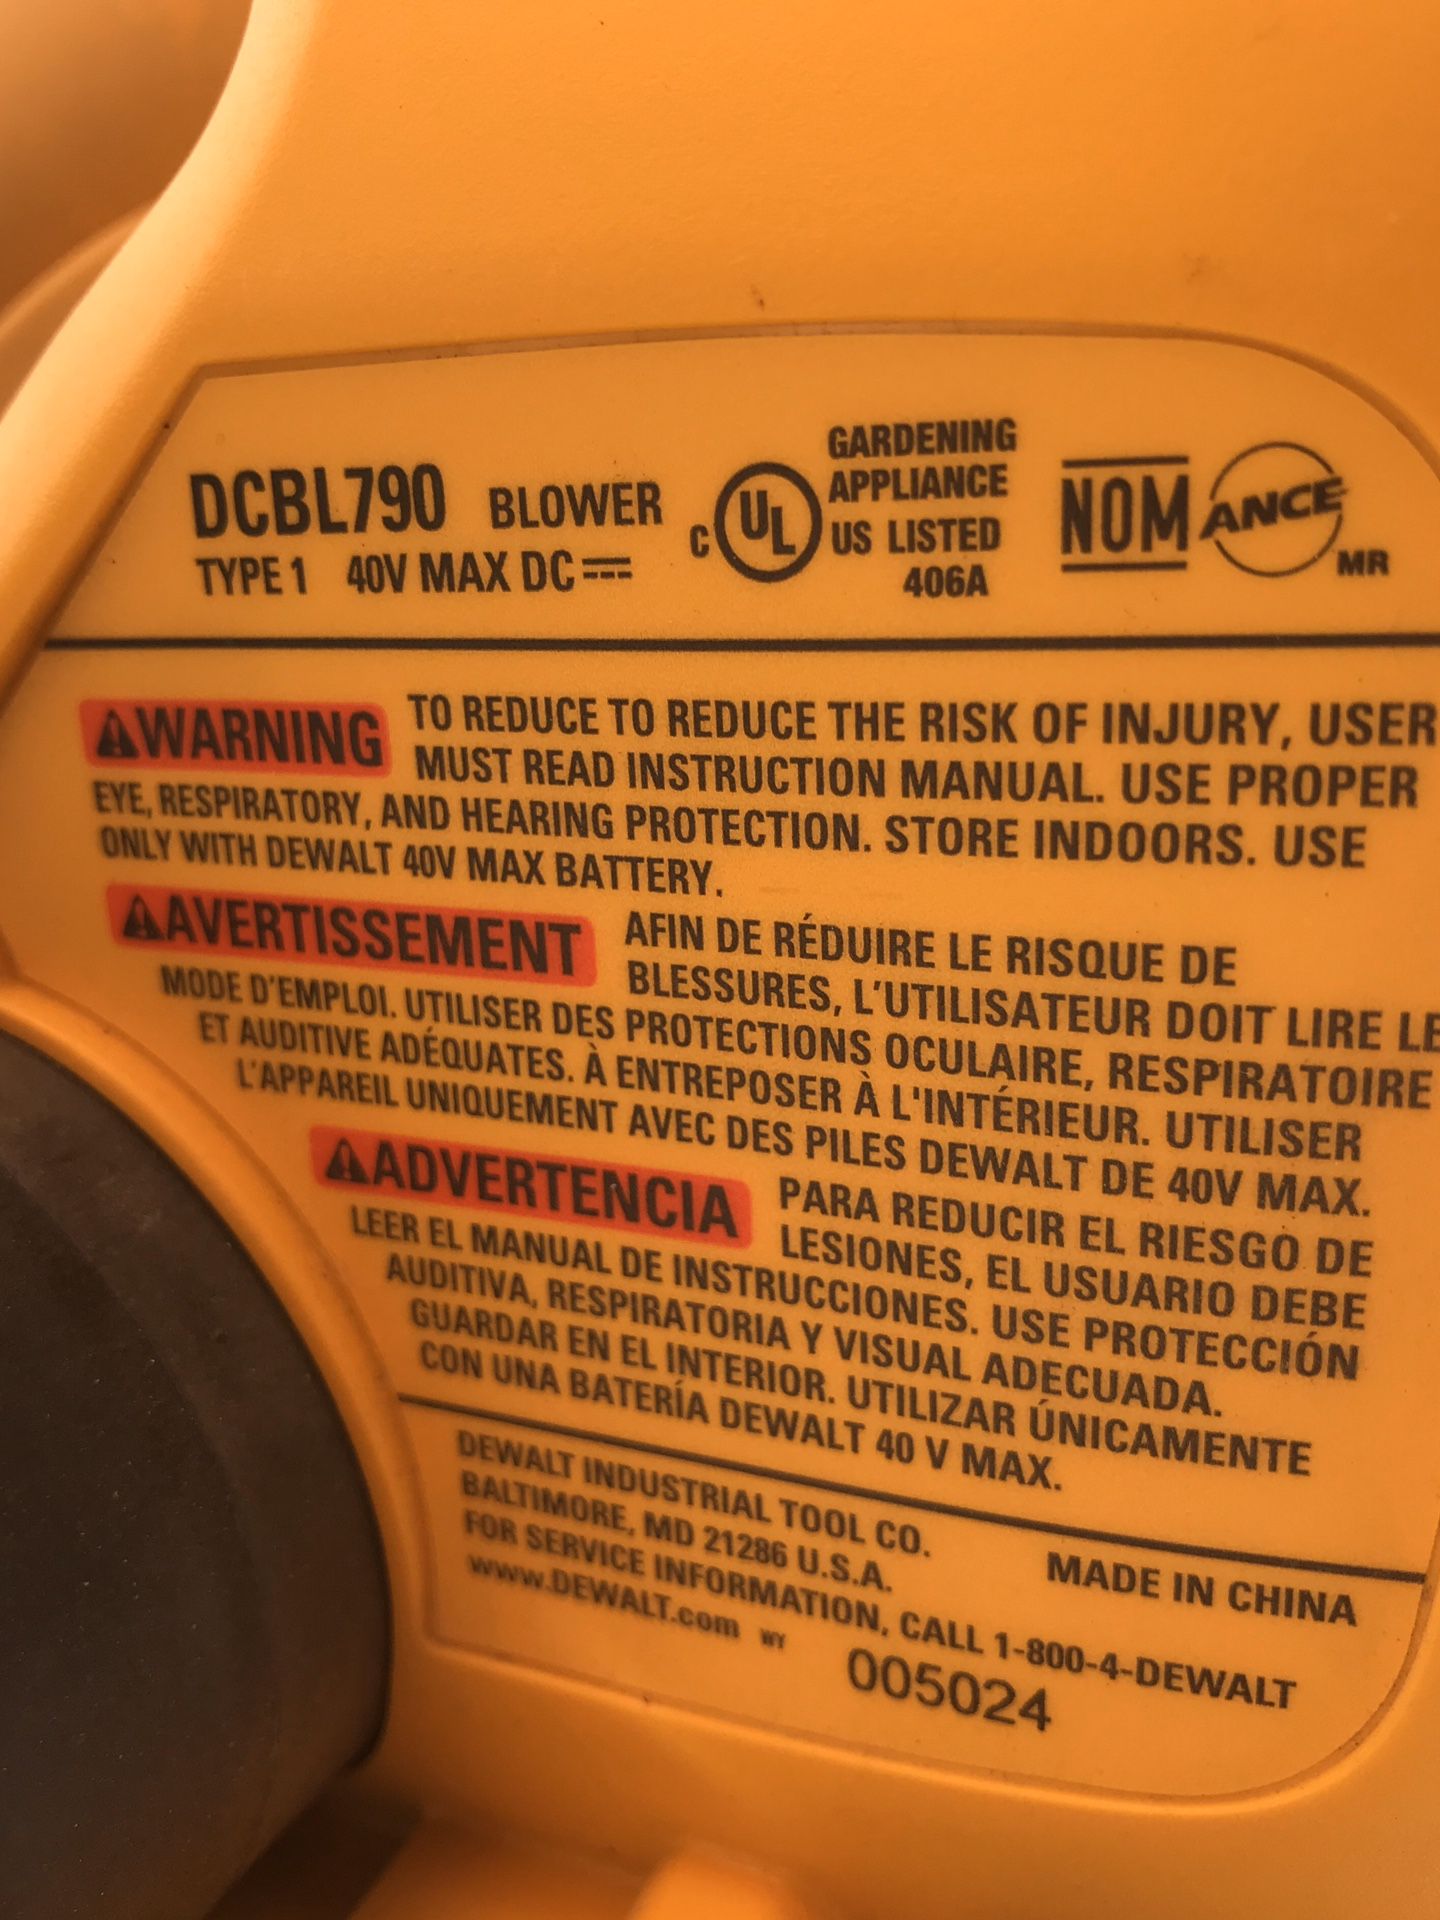 DCBL790 BLOWER
TYPE 1 40V MAX DC
C UL US
GARDENING
APPLIANCE
LISTED
406A
NOM ANCE MR
WARNING TO REDUCE TO REDUCE THE RISK OF INJURY, USER
MUST READ INSTRUCTION MANUAL. USE PROPER
EYE, RESPIRATORY, AND HEARING PROTECTION. STORE INDOORS. USE
ONLY WITH DEWALT 40V MAX BATTERY.
AVERTISSEMENT AFIN DE RÉDUIRE LE RISQUE DE
BLESSURES, L'UTILISATEUR DOIT LIRE LE
MODE D'EMPLOI. UTILISER DES PROTECTIONS OCULAIRE, RESPIRATOIRE
ET AUDITIVE ADÉQUATES. À ENTREPOSER À L'INTÉRIEUR. UTILISER
L'APPAREIL UNIQUEMENT AVEC DES PILES DEWALT DE 40V MAX.
ADVERTENCIA PARA REDUCIR EL RIESGO DE
LESIONES, EL USUARIO DEBE
LEER EL MANUAL DE INSTRUCCIONES. USE PROTECCIÓN
AUDITIVA, RESPIRATORIA Y VISUAL ADECUADA.
GUARDAR EN EL INTERIOR. UTILIZAR ÚNICAMENTE
CON UNA BATERÍA DEWALT 40 V MAX.
DEWALT INDUSTRIAL TOOL CO.
BALTIMORE, MD 21286 U.S.A. MADE IN CHINA
FOR SERVICE INFORMATION, CALL 1-800-4-DEWALT
www.DEWALT.com WY 005024